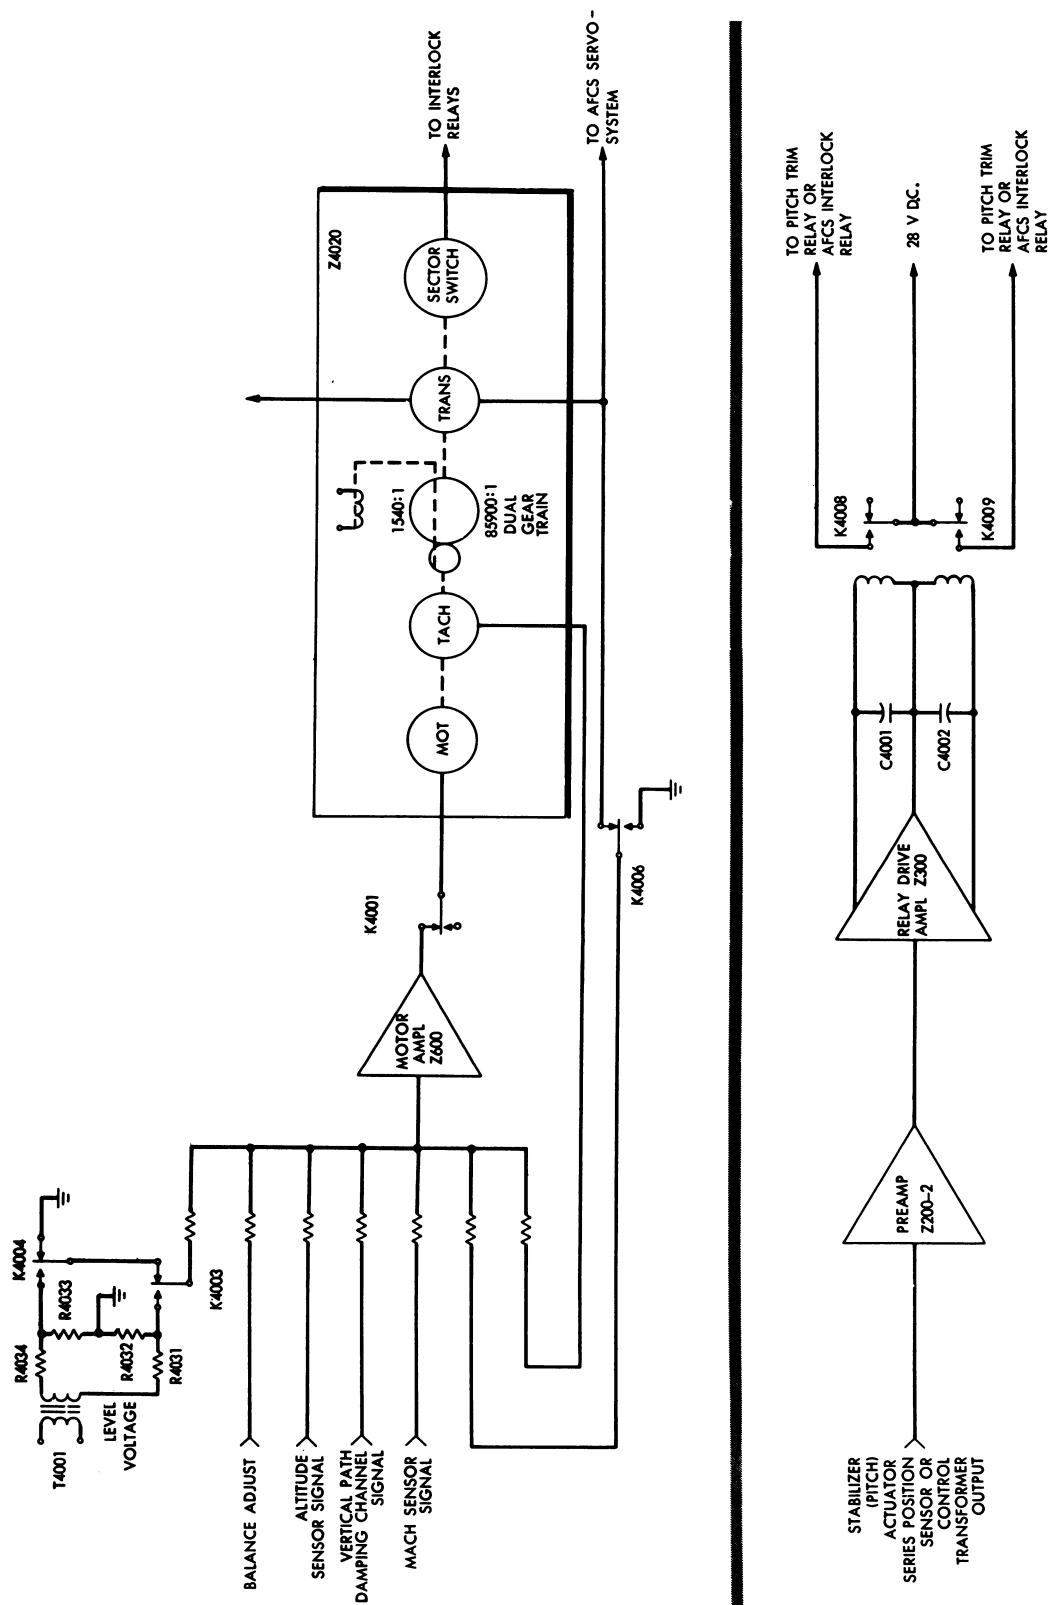 T4001
LEVEL
VOLTAGE
R4034
R4033
R4032
R4031
K4004
K4003
BALANCE ADJUST
ALTITUDE
SENSOR SIGNAL
VERTICAL PATH
DAMPING CHANNEL
SIGNAL
MACH SENSOR
SIGNAL
MOTOR
AMPL
Z600
K4001
K4006
MOT
TACH
1540:1
85900:1
DUAL
GEAR
TRAIN
TRANS
SECTOR
SWITCH
Z4020
TO INTERLOCK
RELAYS
TO AFCS SERVO-
SYSTEM
STABILIZER
(PITCH)
ACTUATOR
SERIES POSITION
SENSOR OR
CONTROL
TRANSFORMER
OUTPUT
PREAMP
Z200-2
RELAY DRIVE
AMPL Z300
C4001
C4002
K4008
K4009
TO PITCH TRIM
RELAY OR
AFCS INTERLOCK
RELAY
28 V D.C.
TO PITCH TRIM
RELAY OR
AFCS INTERLOCK
RELAY